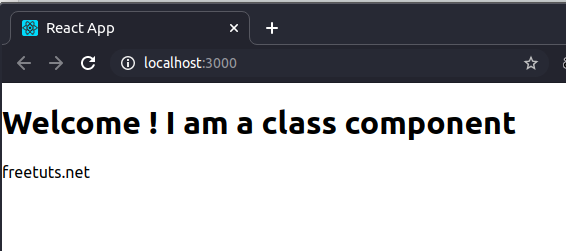 React App
localhost:3000
Welcome ! I am a class component
freetuts.net